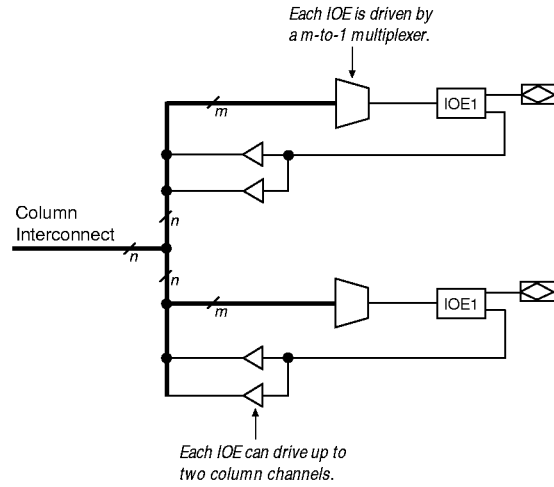 Each IOE is driven by
a m-to-1 multiplexer.
m
IOE1
n
Column
Interconnect
n
n
m
IOE1
Each IOE can drive up to
two column channels.